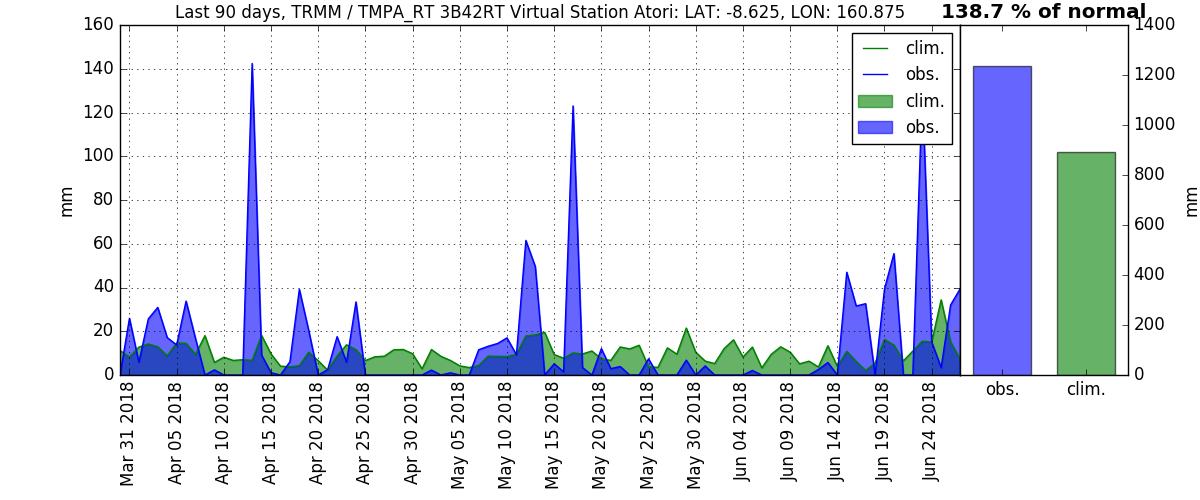 Last 90 days, TRMM / TMPA_RT 3B42RT Virtual Station Atori: LAT: -8.625, LON: 160.875
138.7 % of normal
160
140
120
100
80
60
40
20
0
mm
clim.
obs.
clim.
obs.
1400
1200
1000
800
600
400
200
0
mm
Mar 31 2018
Apr 05 2018
Apr 10 2018
Apr 15 2018
Apr 20 2018
Apr 25 2018
Apr 30 2018
May 05 2018
May 10 2018
May 15 2018
May 20 2018
May 25 2018
May 30 2018
Jun 04 2018
Jun 09 2018
Jun 14 2018
Jun 19 2018
Jun 24 2018
obs.
clim.